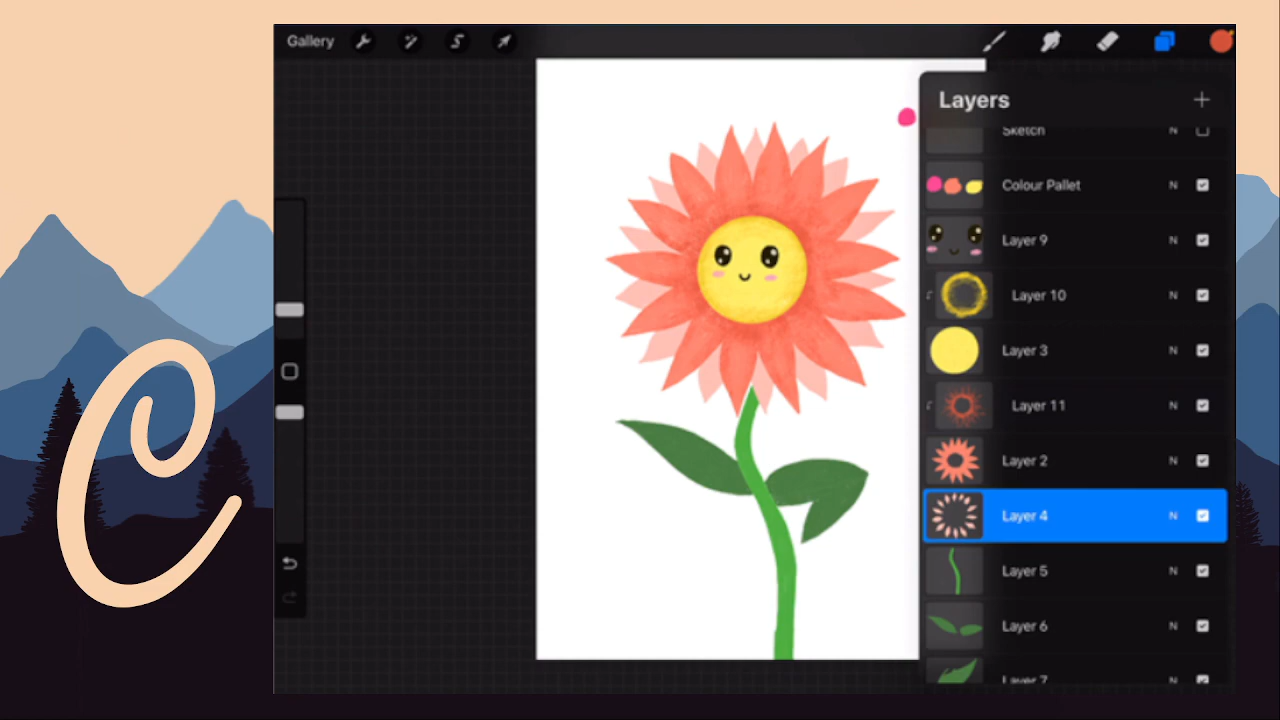 Gallery
Layers
Sketch
N
Colour Pallet
N
Layer 9
N
Layer 10
N
Layer 3
N
Layer 11
N
Layer 2
N
Layer 4
N
Layer 5
N
Layer 6
N
Layer 7
N
C